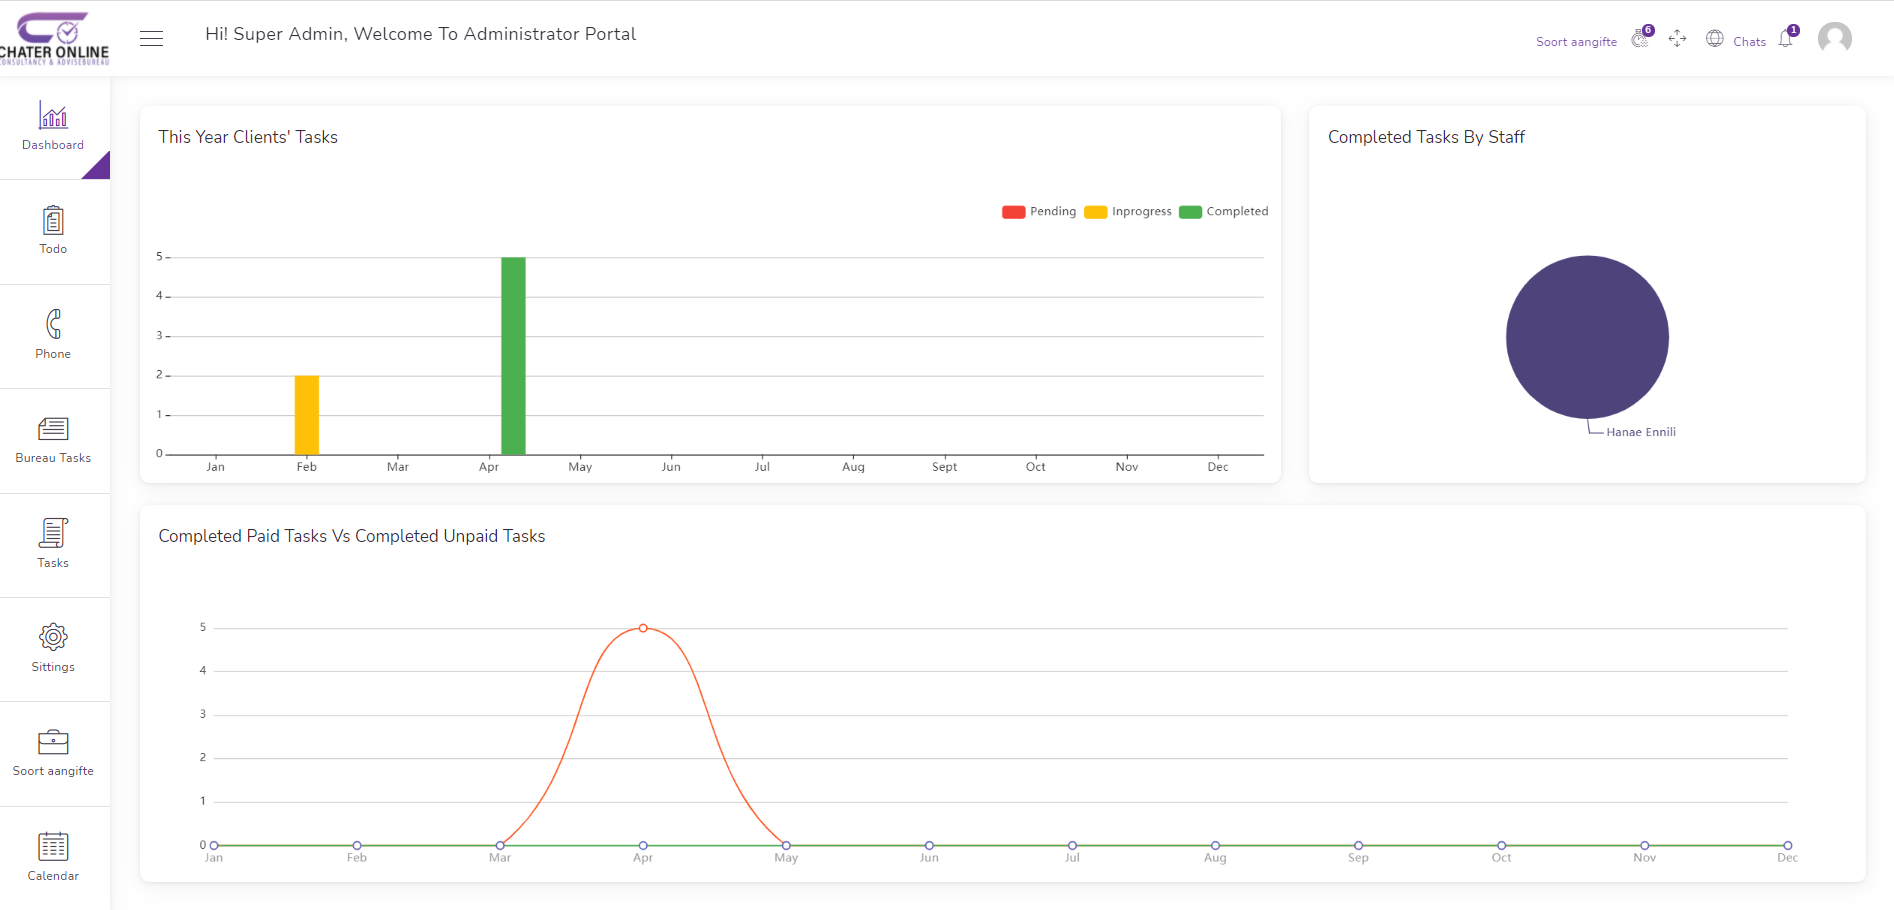 CHATER ONLINE
CONSULTANCY & ADVISEBUREAU
Hi! Super Admin, Welcome To Administrator Portal
Soort aangifte 6 Chats 1
Dashboard
Todo
Phone
Bureau Tasks
Tasks
Sittings
Soort aangifte
Calendar
This Year Clients' Tasks
Pending Inprogress Completed
5
4
3
2
1
0
Jan Feb Mar Apr May Jun Jul Aug Sept Oct Nov Dec
Completed Tasks By Staff
Hanae Ennili
Completed Paid Tasks Vs Completed Unpaid Tasks
5
4
3
2
1
0
Jan Feb Mar Apr May Jun Jul Aug Sep Oct Nov Dec